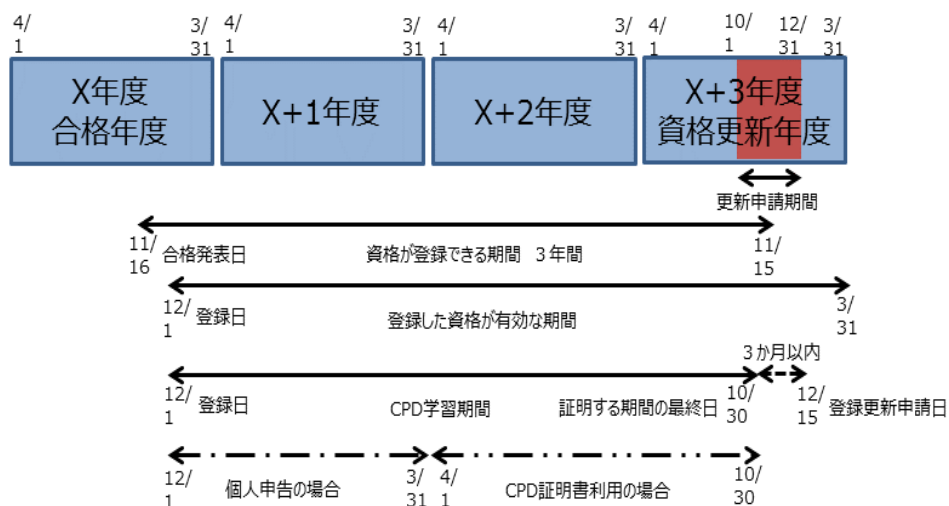 4/
1
3/
31
4/
1
3/
31
4/
1
3/
31
4/
1
10/
1
12/
31
3/
31
X年度
合格年度
X+1年度
X+2年度
X+3年度
資格更新年度
更新申請期間
11/
16
合格発表日
資格が登録できる期間 3年間
11/
15
12/
1
登録日
登録した資格が有効な期間
3/
31
3か月以内
12/
1
登録日
CPD学習期間
証明する期間の最終日
10/
30
12/
15
登録更新申請日
12/
1
個人申告の場合
3/
31
4/
1
CPD証明書利用の場合
10/
30